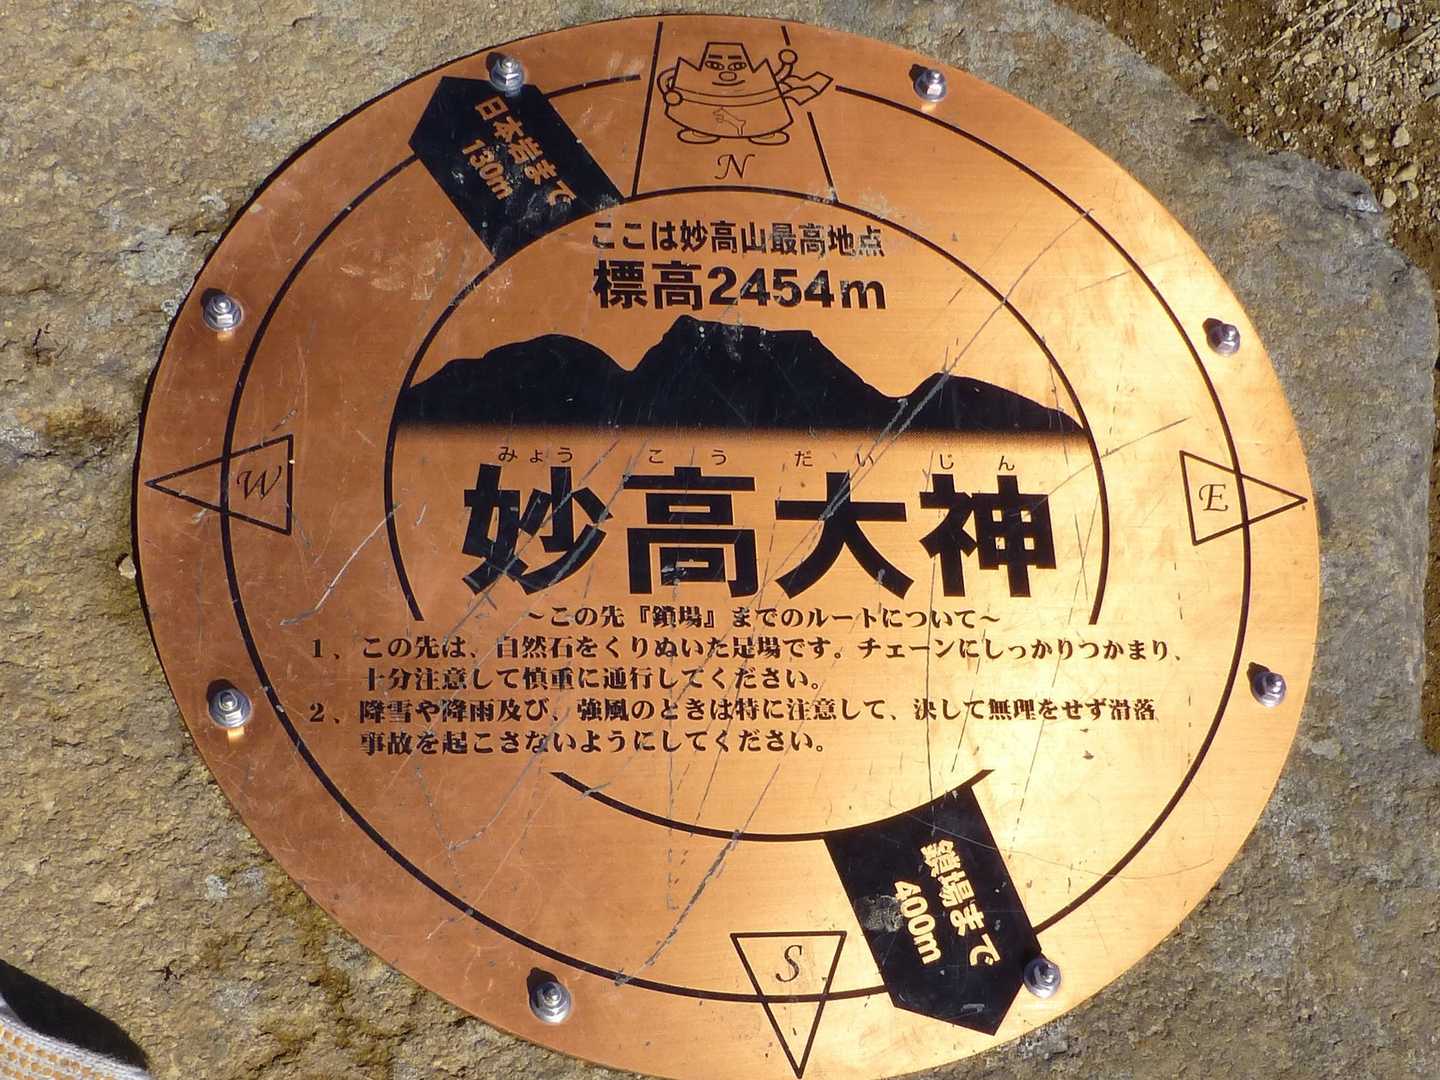 N
日本岩まで
130m
ここは妙高山最高地点
標高2454m
W
E
みょうこうだいじん
妙高大神
～この先『鎖場』までのルートについて～
1、この先は、自然石をくりぬいた足場です。チェーンにしっかりつかまり、
十分注意して慎重に通行してください。
2、降雪や降雨及び、強風のときは特に注意して、決して無理をせず滑落
事故を起こさないようにしてください。
鎖場まで
400m
S